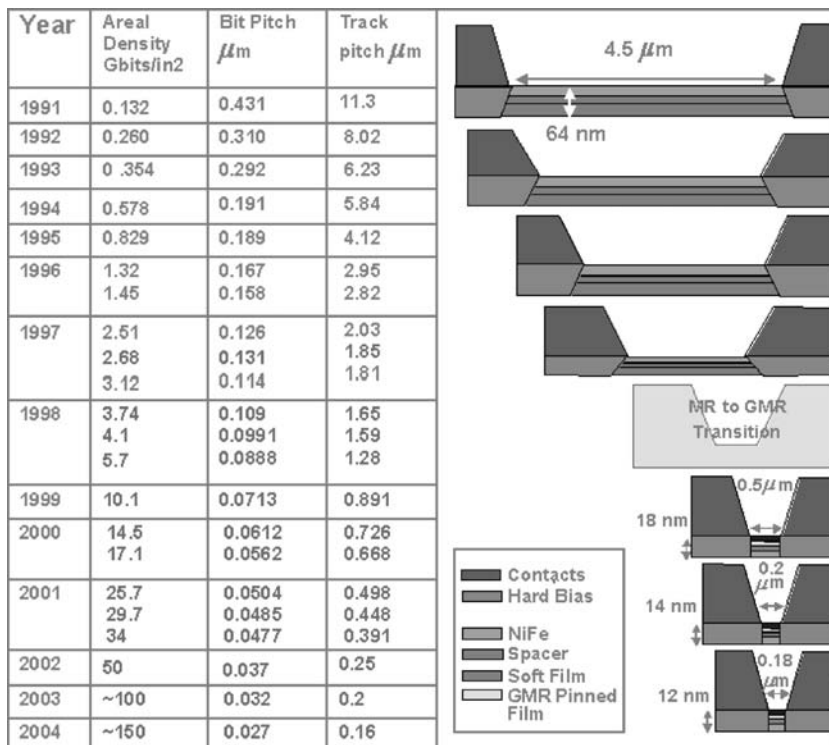 Year Areal Density Gbits/in2 Bit Pitch μm Track pitch μm
1991 0.132 0.431 11.3
1992 0.260 0.310 8.02
1993 0 .354 0.292 6.23
1994 0.578 0.191 5.84
1995 0.829 0.189 4.12
1996 1.32 0.167 2.95
1.45 0.158 2.82
1997 2.51 0.126 2.03
2.68 0.131 1.85
3.12 0.114 1.81
1998 3.74 0.109 1.65
4.1 0.0991 1.59
5.7 0.0888 1.28
1999 10.1 0.0713 0.891
2000 14.5 0.0612 0.726
17.1 0.0562 0.668
2001 25.7 0.0504 0.498
29.7 0.0485 0.448
34 0.0477 0.391
2002 50 0.037 0.25
2003 ~100 0.032 0.2
2004 ~150 0.027 0.16
4.5 μm
64 nm
MR to GMR
Transition
0.5μm
18 nm
0.2
μm
14 nm
0.18
μm
12 nm
Contacts
Hard Bias
NiFe
Spacer
Soft Film
GMR Pinned
Film